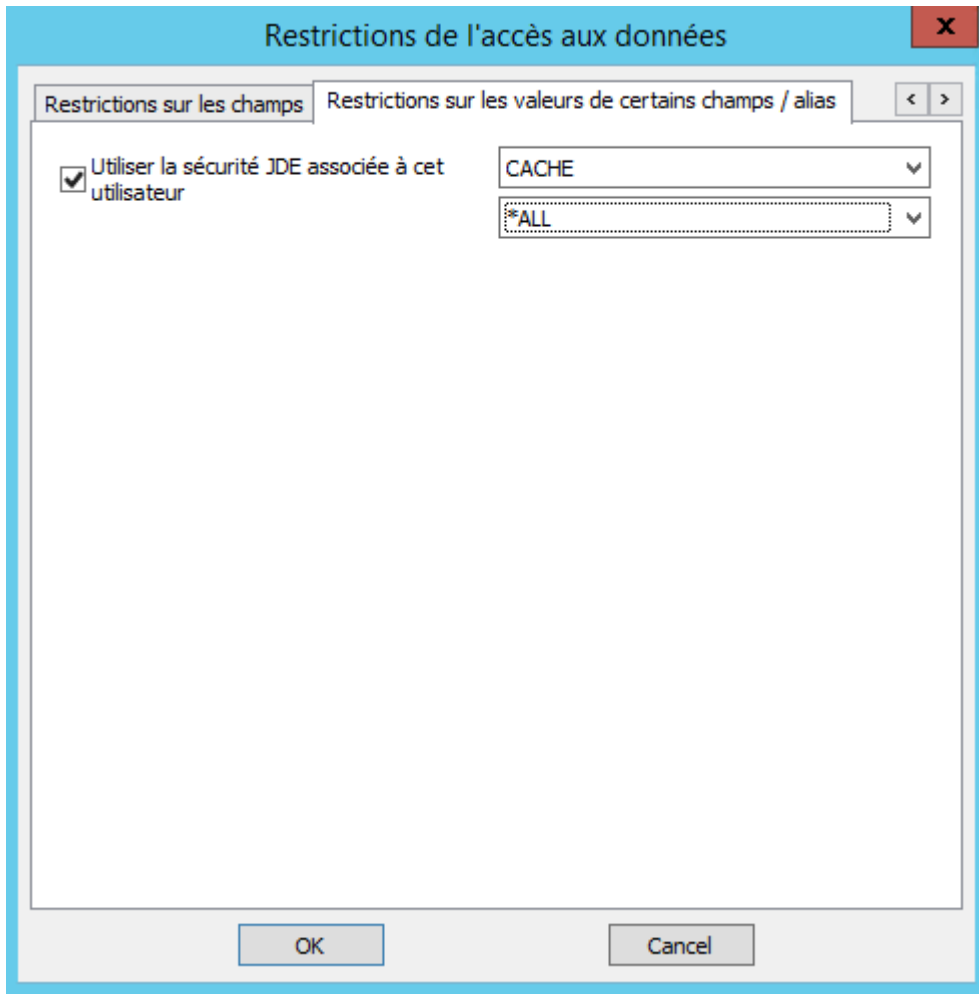 Restrictions de l'accès aux données
x
Restrictions sur les champs
Restrictions sur les valeurs de certains champs / alias
< >
Utiliser la sécurité JDE associée à cet
utilisateur
CACHE
*ALL
OK
Cancel